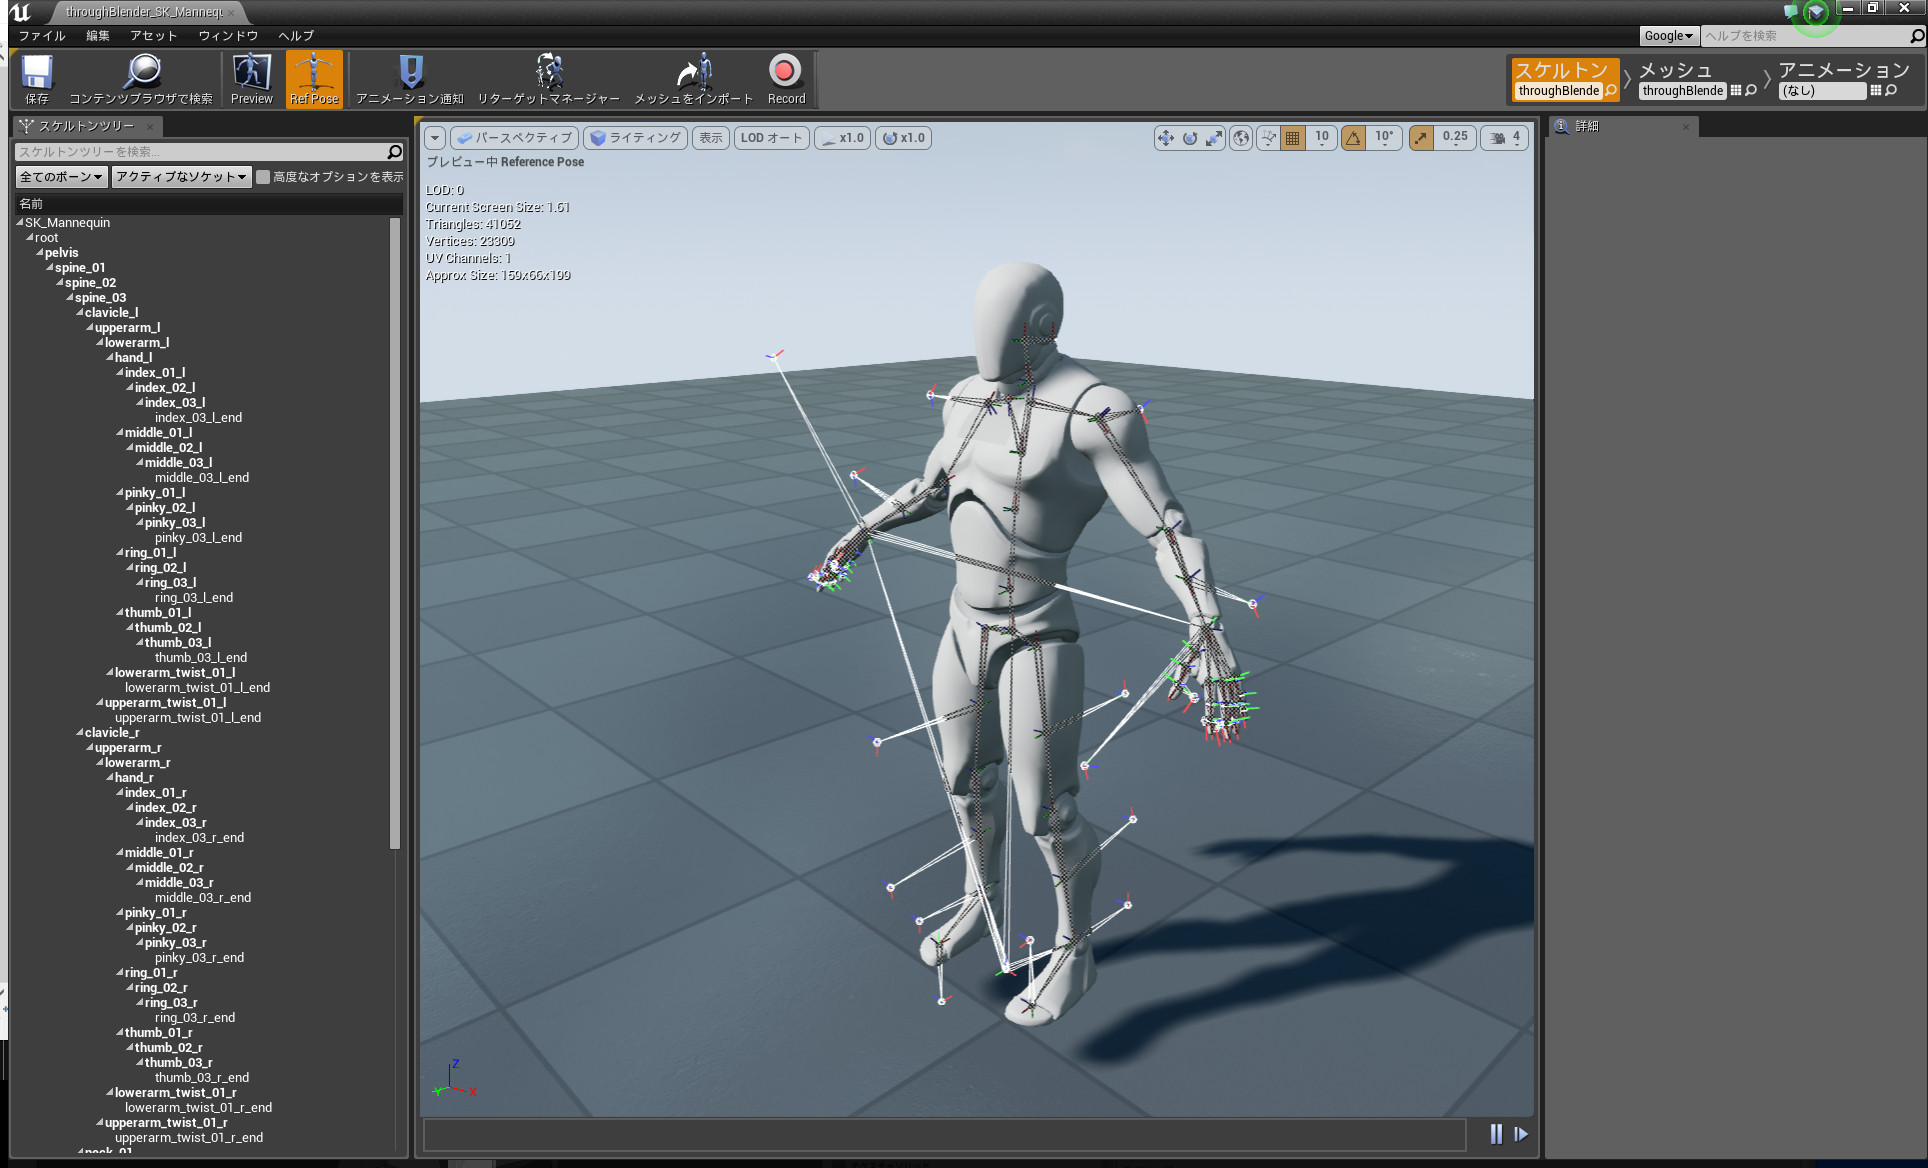 throughBlender_SK_Mannequ
ファイル 編集 アセット ウィンドウ ヘルプ
Google ヘルプを検索
保存 コンテンツブラウザで検索 Preview Ref Pose アニメーション通知 リターゲットマネージャー メッシュをインポート Record
スケルトン メッシュ アニメーション
throughBlende throughBlende (なし)
スケルトンツリー
詳細
スケルトンツリーを検索...
全てのボーン アクティブなソケット 高度なオプションを表示
名前
パースペクティブ ライティング 表示 LOD オート x1.0 x1.0 10 10° 0.25 4
プレビュー中 Reference Pose
LOD: 0
Current Screen Size: 1.61
Triangles: 41052
Vertices: 23309
UV Channels: 1
Approx Size: 159x66x199
SK_Mannequin
root
pelvis
spine_01
spine_02
spine_03
clavicle_l
upperarm_l
lowerarm_l
hand_l
index_01_l
index_02_l
index_03_l
index_03_l_end
middle_01_l
middle_02_l
middle_03_l
middle_03_l_end
pinky_01_l
pinky_02_l
pinky_03_l
pinky_03_l_end
ring_01_l
ring_02_l
ring_03_l
ring_03_l_end
thumb_01_l
thumb_02_l
thumb_03_l
thumb_03_l_end
lowerarm_twist_01_l
lowerarm_twist_01_l_end
upperarm_twist_01_l
upperarm_twist_01_l_end
clavicle_r
upperarm_r
lowerarm_r
hand_r
index_01_r
index_02_r
index_03_r
index_03_r_end
middle_01_r
middle_02_r
middle_03_r
middle_03_r_end
pinky_01_r
pinky_02_r
pinky_03_r
pinky_03_r_end
ring_01_r
ring_02_r
ring_03_r
ring_03_r_end
thumb_01_r
thumb_02_r
thumb_03_r
thumb_03_r_end
lowerarm_twist_01_r
lowerarm_twist_01_r_end
upperarm_twist_01_r
upperarm_twist_01_r_end
neck_01
Z
Y X